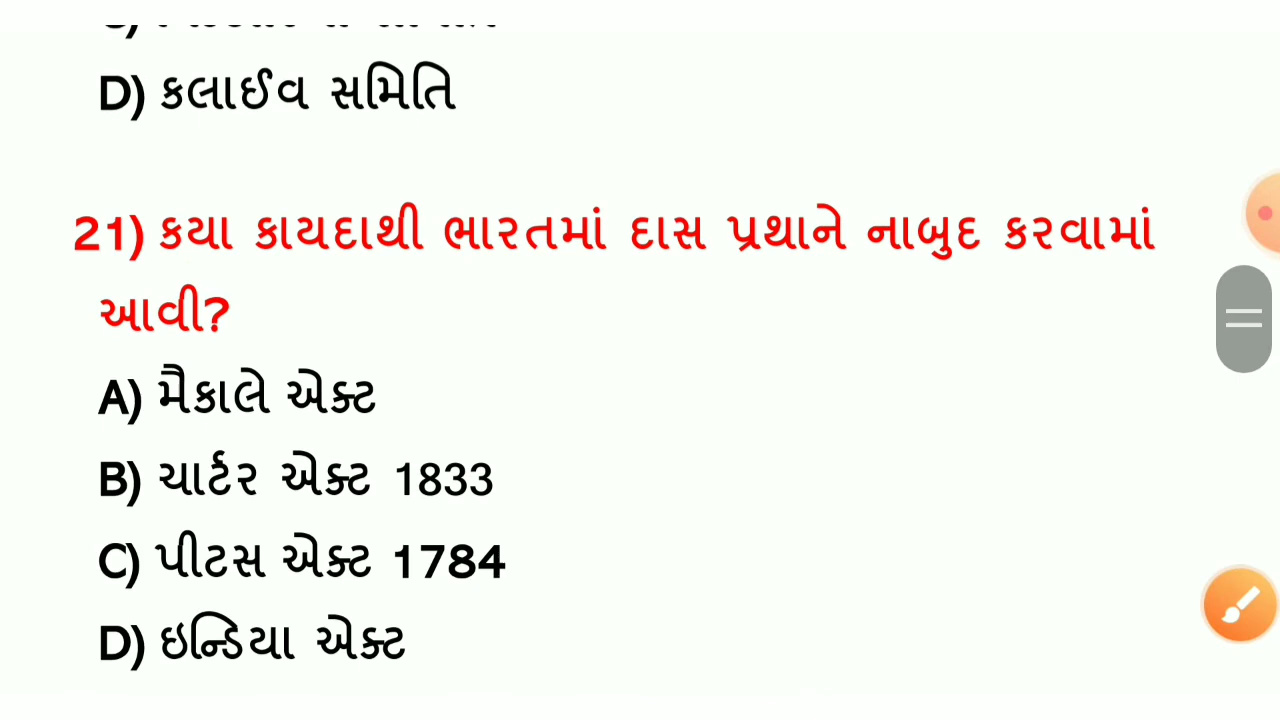 D) કલાઈવ સમિતિ
21) કયા કાયદાથી ભારતમાં દાસ પ્રથાને નાબુદ કરવામાં
આવી?
A) મૈકાલે એક્ટ
B) ચાર્ટર એક્ટ 1833
C) પીટસ એક્ટ 1784
D) ઇન્ડિયા એક્ટ